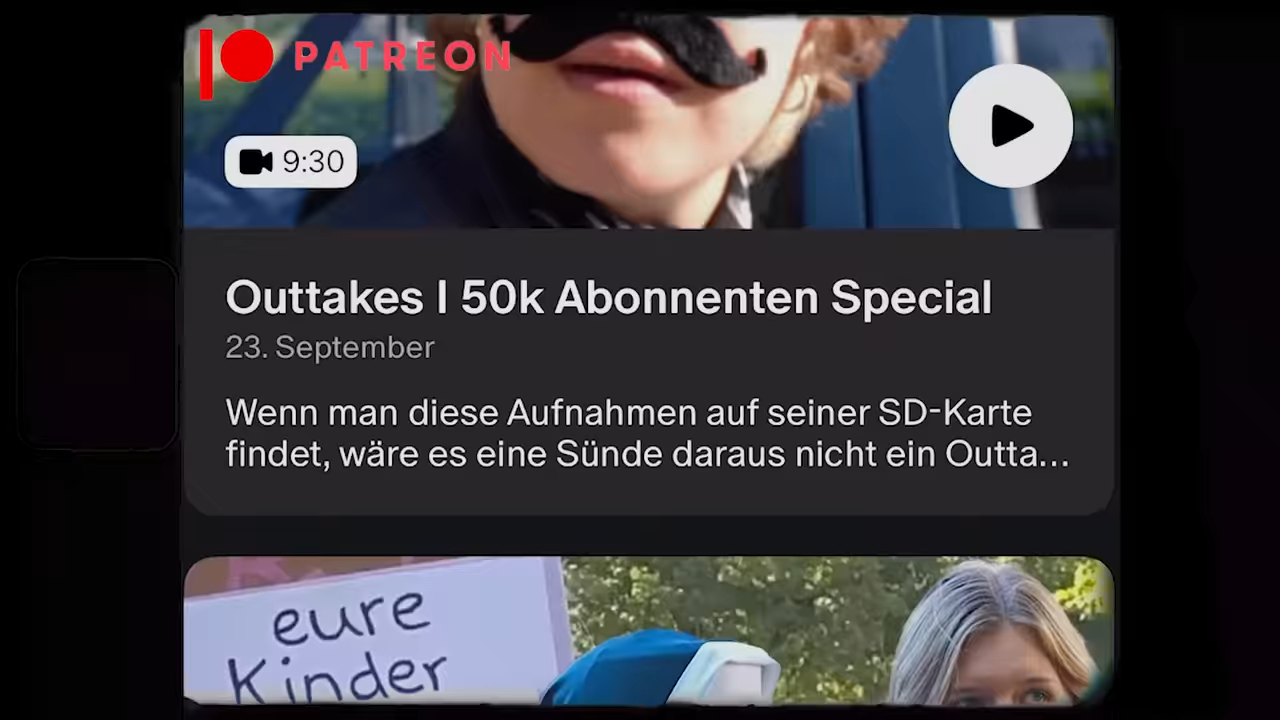 PATREON
9:30
Outtakes | 50k Abonnenten Special
23. September
Wenn man diese Aufnahmen auf seiner SD-Karte
findet, wäre es eine Sünde daraus nicht ein Outta...
eure
Kinder